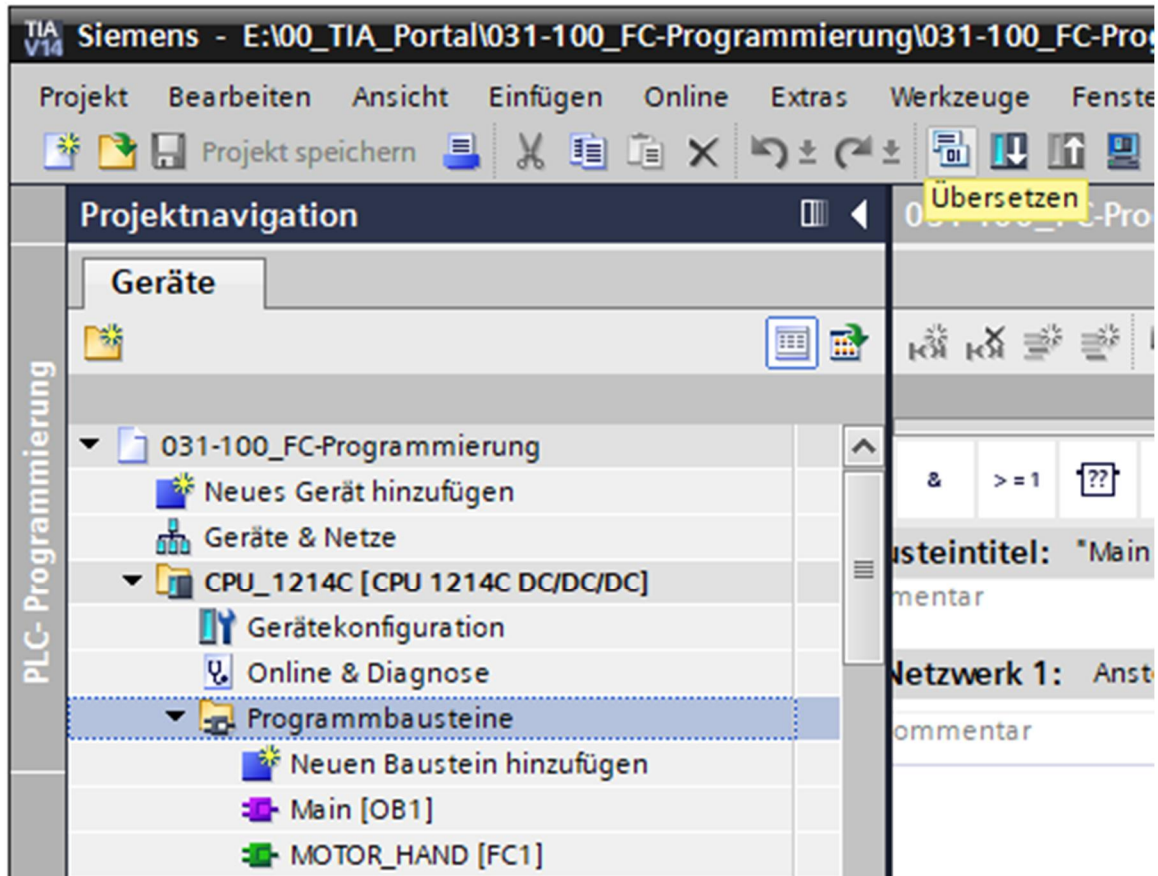 TIA V14 Siemens - E:\00_TIA_Portal\031-100_FC-Programmierung\031-100_FC-Prog
Projekt Bearbeiten Ansicht Einfügen Online Extras Werkzeuge Fenste
Projekt speichern
Übersetzen
Projektnavigation
Geräte
PLC- Programmierung
031-100_FC-Programmierung
Neues Gerät hinzufügen
Geräte & Netze
CPU_1214C [CPU 1214C DC/DC/DC]
Gerätekonfiguration
Online & Diagnose
Programmbausteine
Neuen Baustein hinzufügen
Main [OB1]
MOTOR_HAND [FC1]
& >=1 ??
usteintitel: "Main
mentar
Netzwerk 1: Anst
ommentar